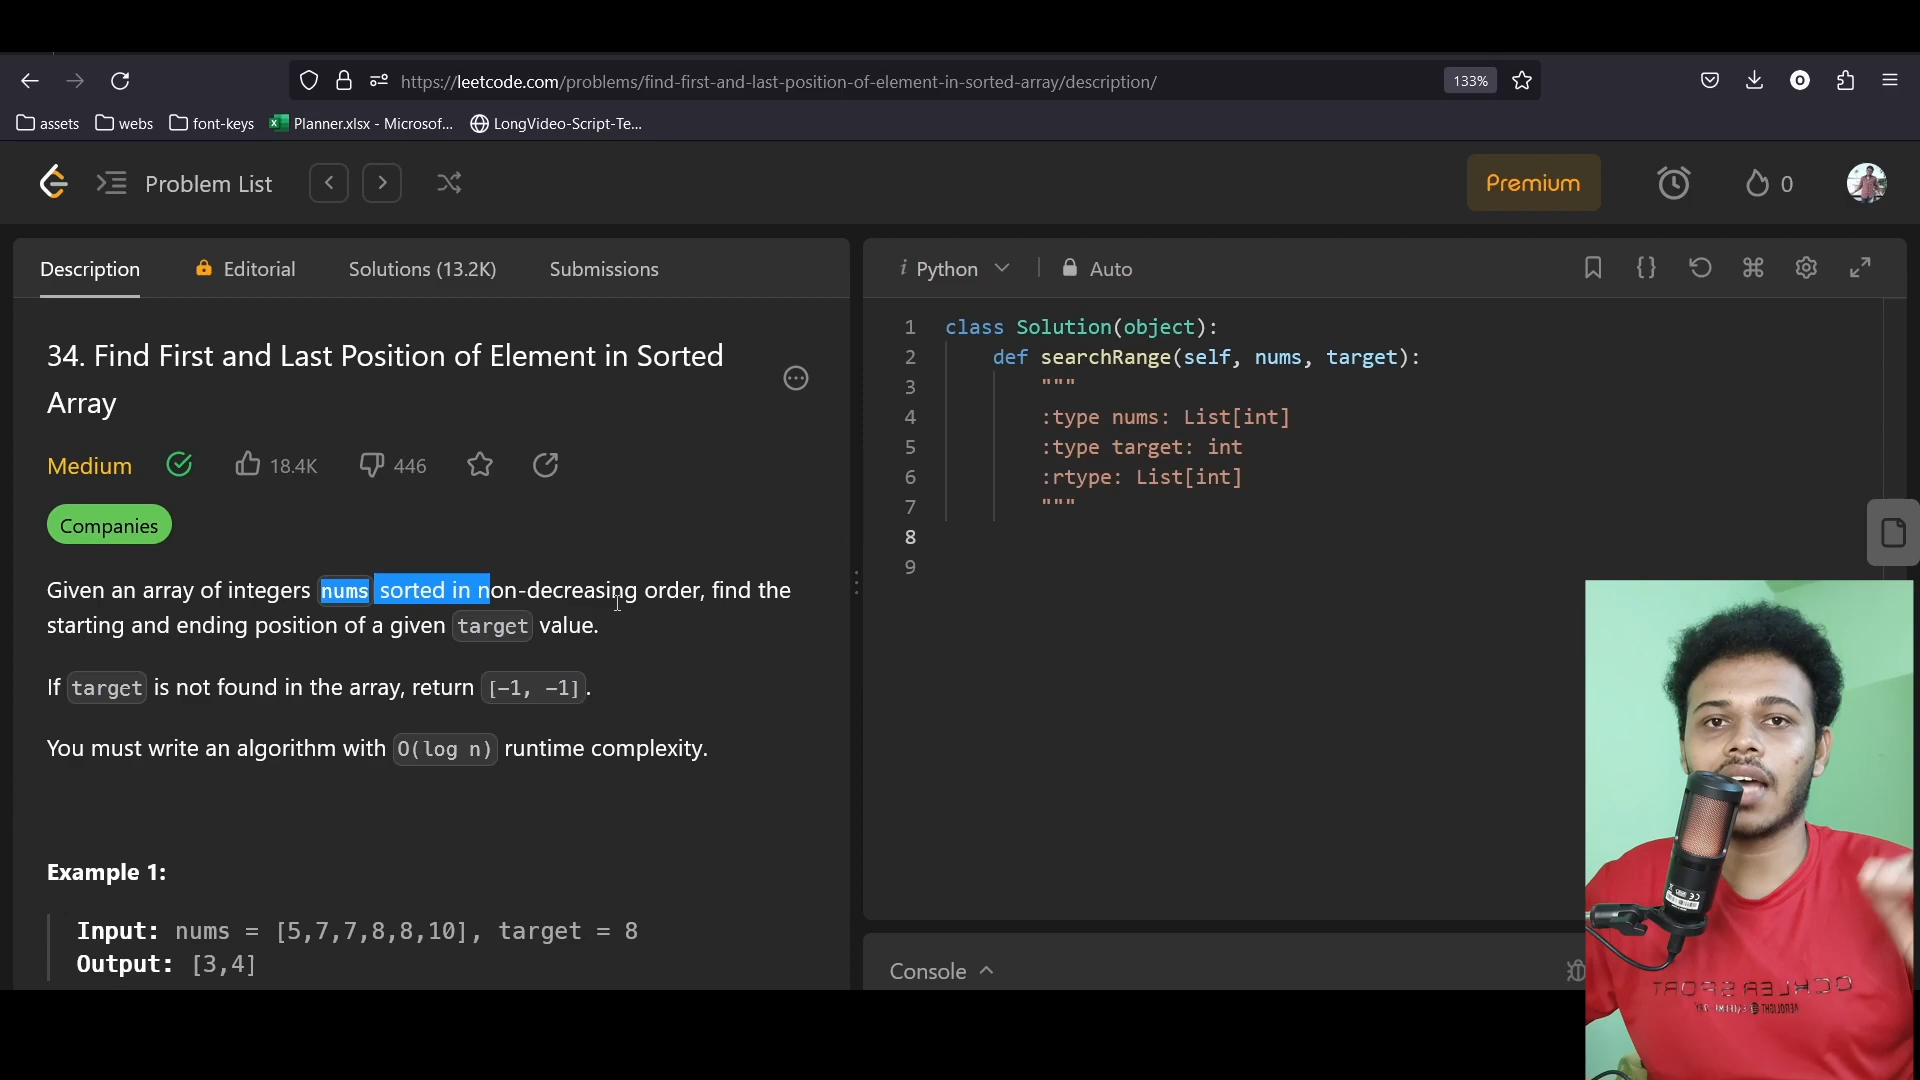 https://leetcode.com/problems/find-first-and-last-position-of-element-in-sorted-array/description/
133%
assets
webs
font-keys
Planner.xlsx - Microsof...
LongVideo-Script-Te...
Problem List
Premium
0
Description
Editorial
Solutions (13.2K)
Submissions
34. Find First and Last Position of Element in Sorted
Array
Medium
18.4K
446
Companies
Given an array of integers nums sorted in non-decreasing order, find the
starting and ending position of a given target value.
If target is not found in the array, return [-1, -1].
You must write an algorithm with O(log n) runtime complexity.
Example 1:
Input: nums = [5,7,7,8,8,10], target = 8
Output: [3,4]
i Python
Auto
1 class Solution(object):
2 def searchRange(self, nums, target):
3 """
4 :type nums: List[int]
5 :type target: int
6 :rtype: List[int]
7 """
8
9
Console